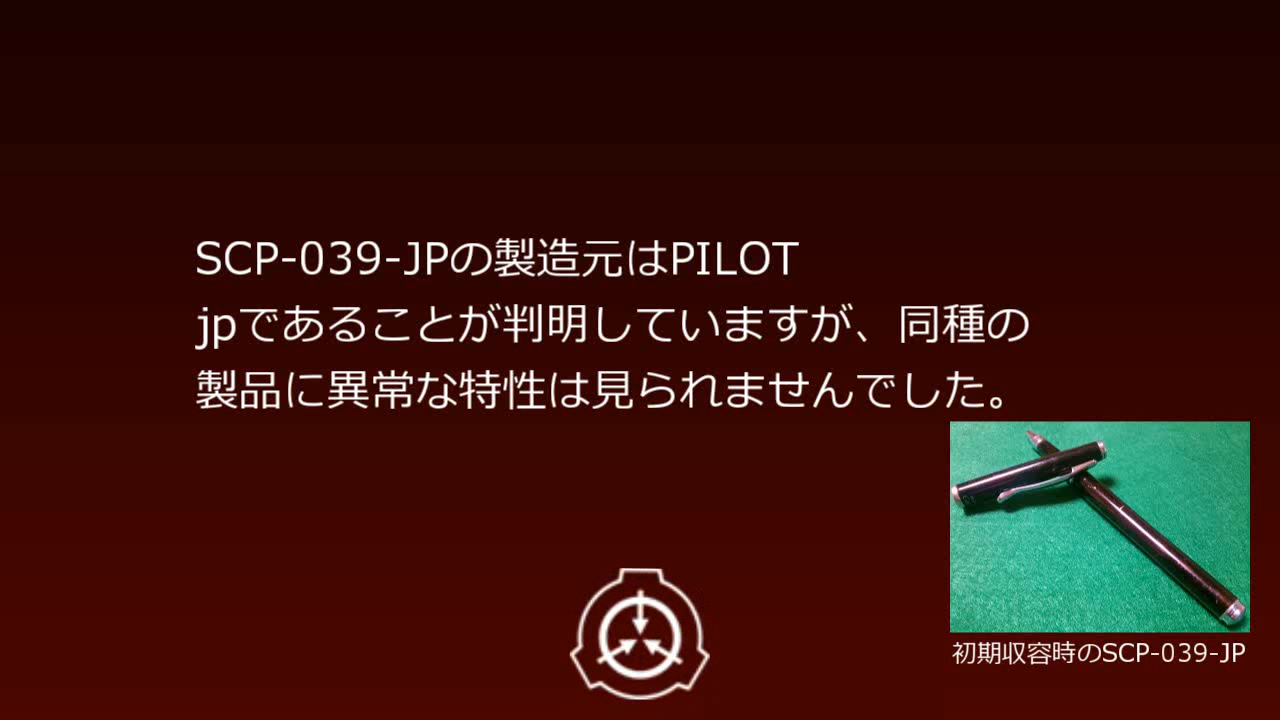 SCP-039-JPの製造元はPILOT
jpであることが判明していますが、同種の
製品に異常な特性は見られませんでした。
初期収容時のSCP-039-JP